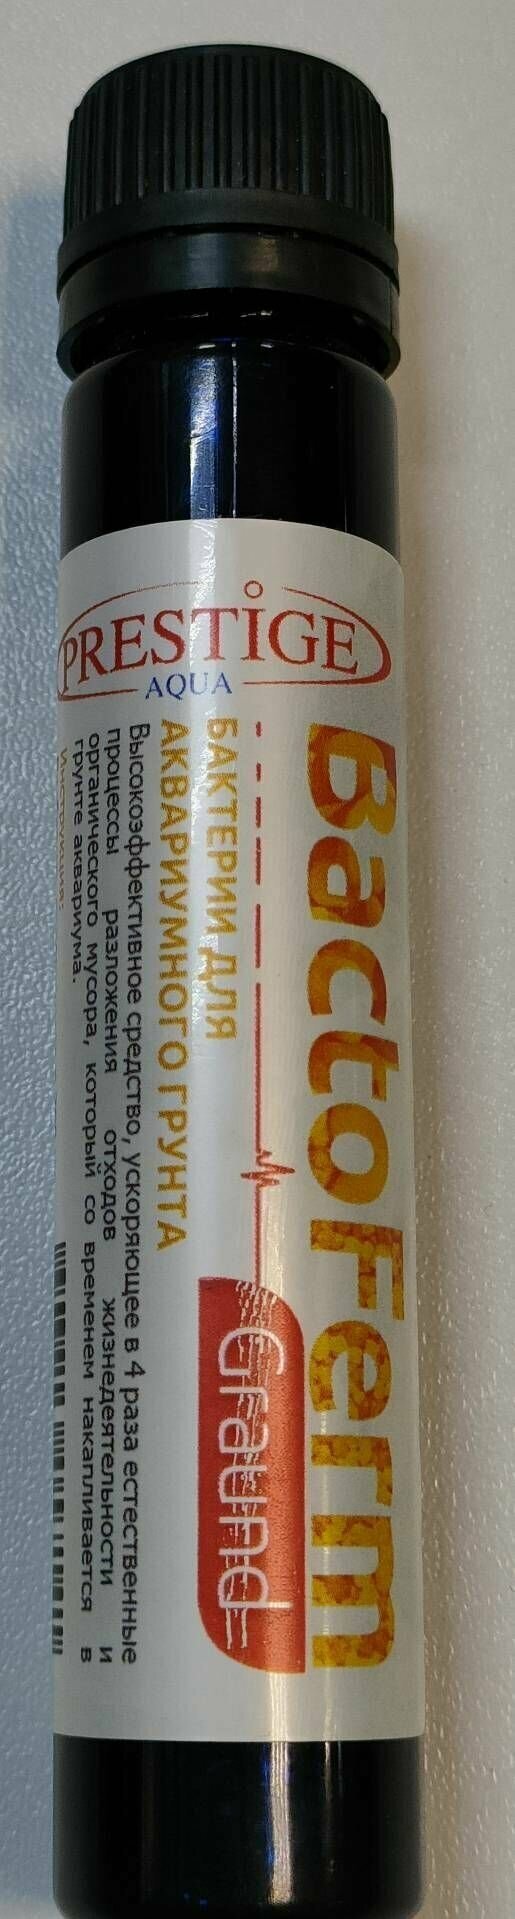 PRESTIGE
AQUA
BactoFerm
Graund
БАКТЕРИИ ДЛЯ
АКВАРИУМНОГО ГРУНТА
Высокоэффективное средство, ускоряющее в 4 раза естественные
процессы разложения отходов жизнедеятельности и
органического мусора, который со временем накапливается в
грунте аквариума.
Инструкция: